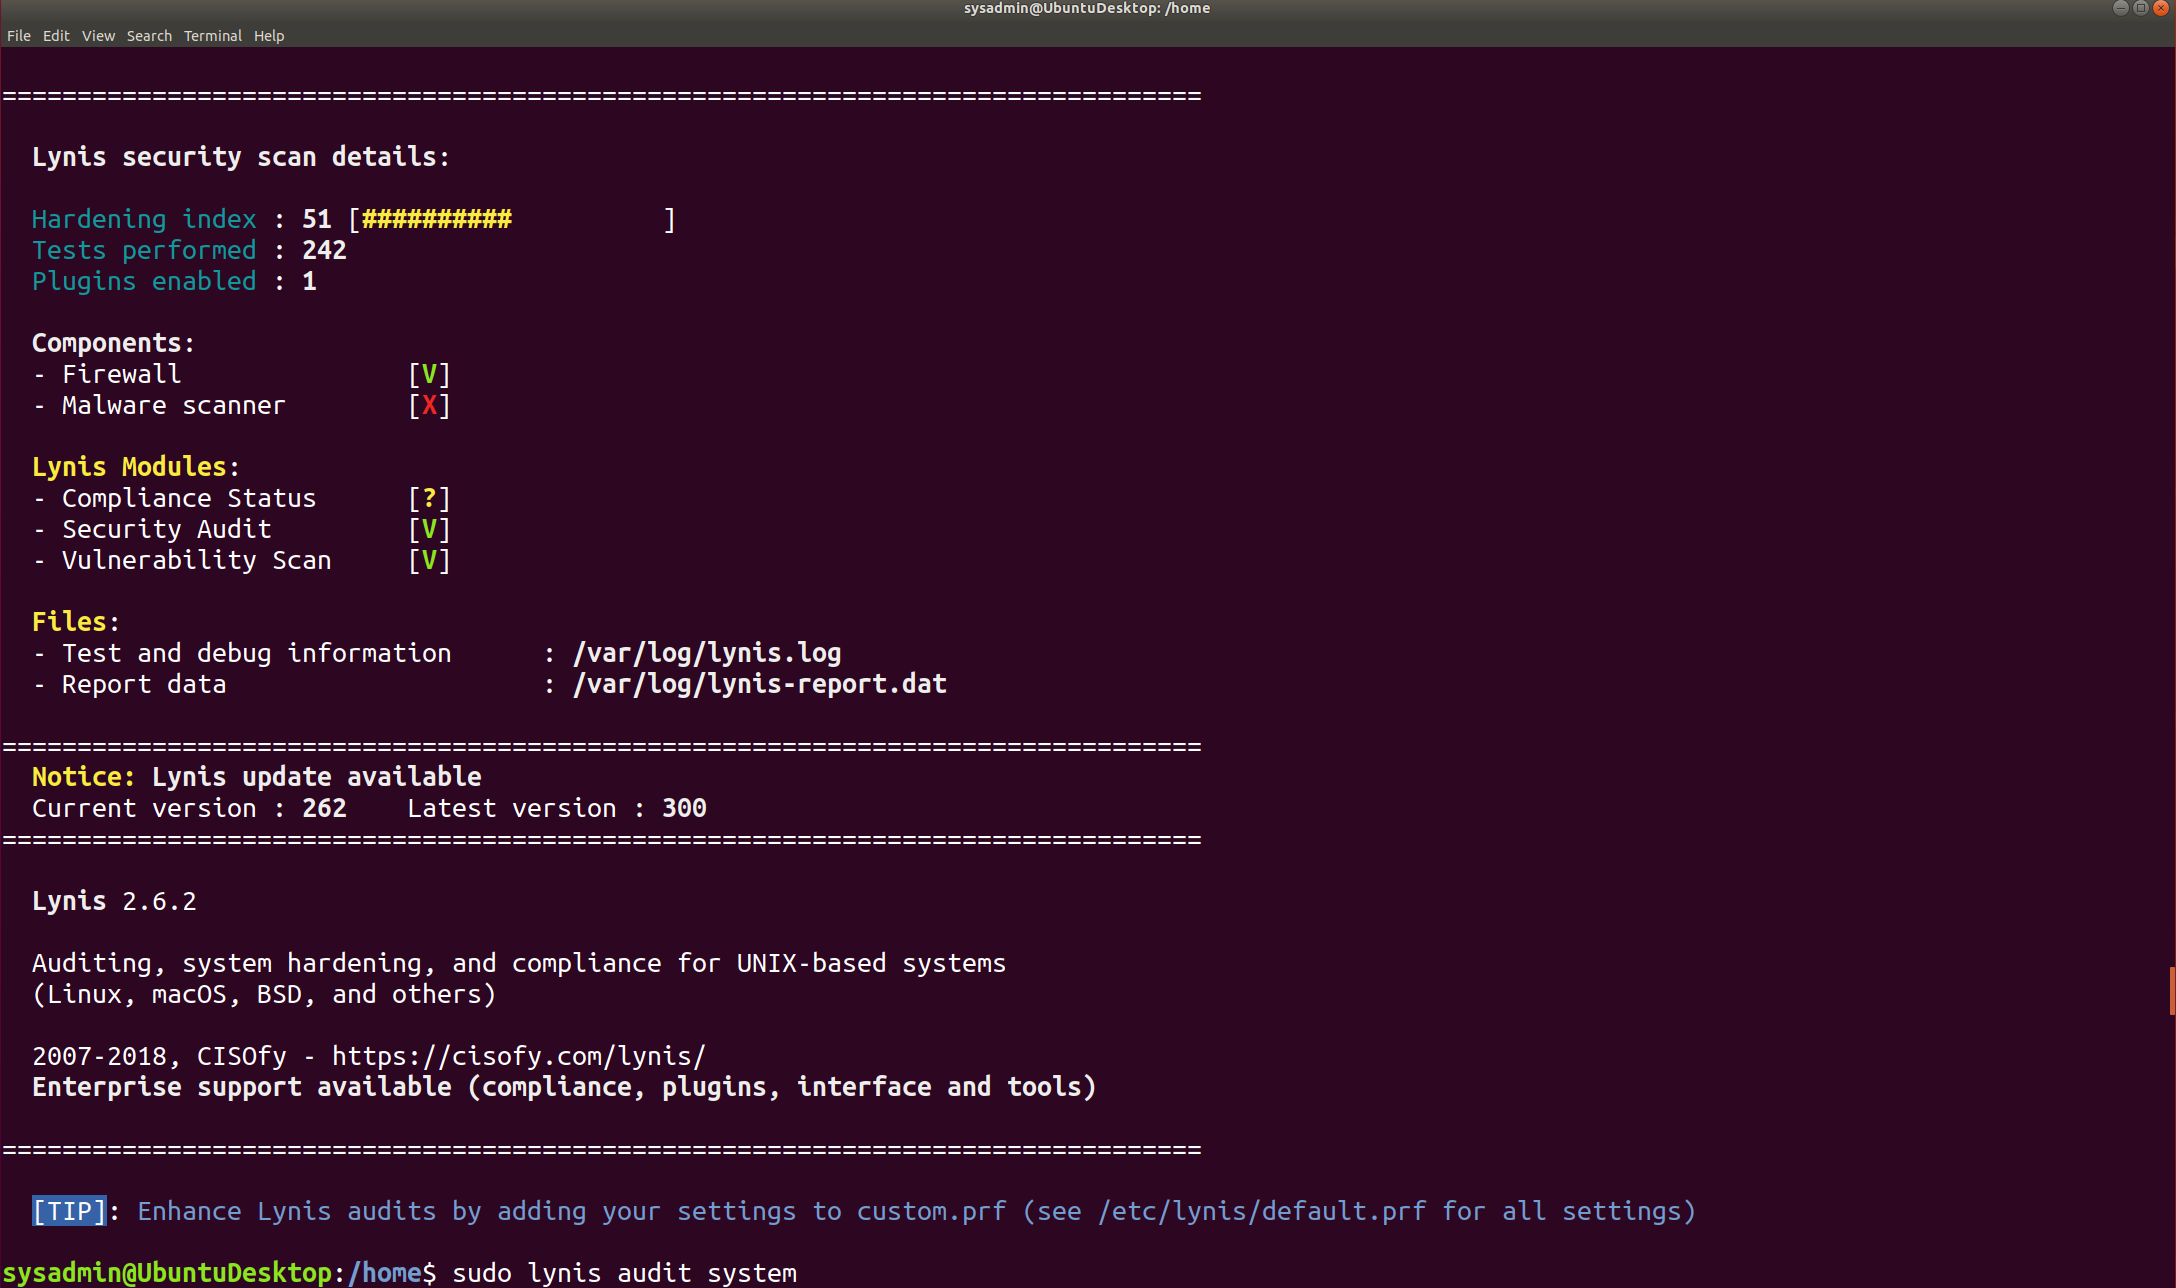 sysadmin@UbuntuDesktop: /home
File Edit View Search Terminal Help
================================================================================
Lynis security scan details:
Hardening index : 51 [##########          ]
Tests performed : 242
Plugins enabled : 1
Components:
- Firewall               [V]
- Malware scanner        [X]
Lynis Modules:
- Compliance Status      [?]
- Security Audit         [V]
- Vulnerability Scan     [V]
Files:
- Test and debug information      : /var/log/lynis.log
- Report data                     : /var/log/lynis-report.dat
================================================================================
Notice: Lynis update available
Current version : 262    Latest version : 300
================================================================================
Lynis 2.6.2
Auditing, system hardening, and compliance for UNIX-based systems
(Linux, macOS, BSD, and others)
2007-2018, CISOfy - https://cisofy.com/lynis/
Enterprise support available (compliance, plugins, interface and tools)
================================================================================
[TIP]: Enhance Lynis audits by adding your settings to custom.prf (see /etc/lynis/default.prf for all settings)
sysadmin@UbuntuDesktop:/home$ sudo lynis audit system